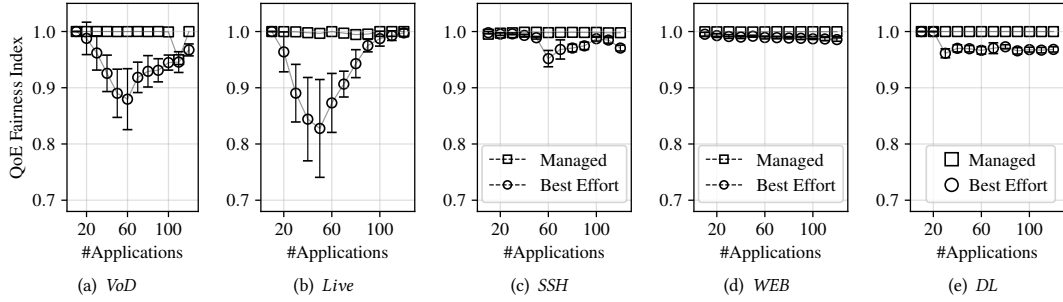 QoE Fairness Index
1.0
0.9
0.8
0.7
20
60
100
#Applications
(a) VoD
1.0
0.9
0.8
0.7
20
60
100
#Applications
(b) Live
1.0
0.9
1.0
0.7
Managed
Best Effort
20
60
100
#Applications
(c) SSH
1.0
0.9
1.0
0.7
Managed
Best Effort
20
60
100
#Applications
(d) WEB
1.0
0.9
1.0
0.7
Managed
Best Effort
20
60
100
#Applications
(e) DL